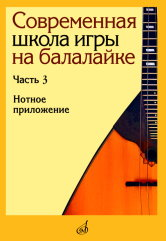 Современная
школа игры
на балалайке
Часть 3
Нотное
приложение